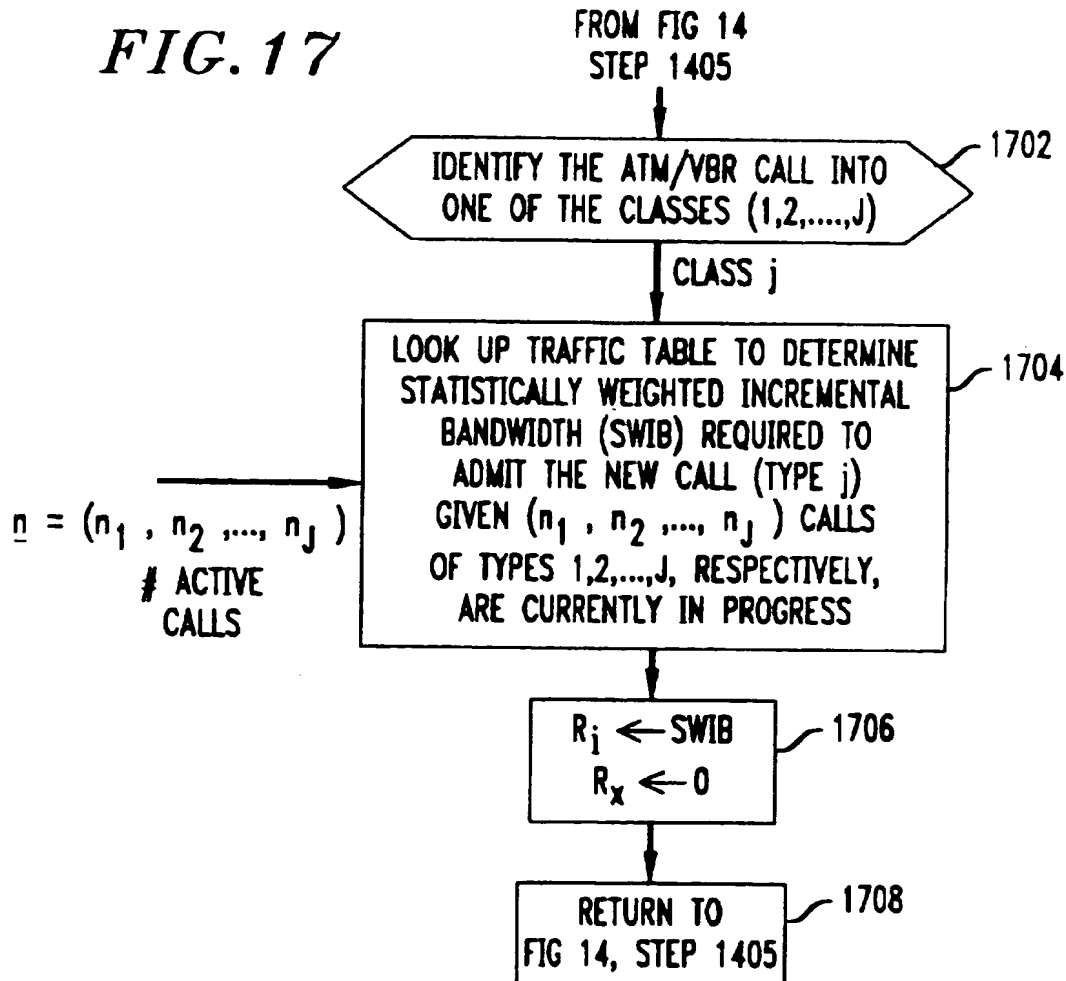 FIG. 17
FROM FIG 14
STEP 1405
1702
IDENTIFY THE ATM/VBR CALL INTO
ONE OF THE CLASSES (1,2,....,J)
CLASS j
1704
LOOK UP TRAFFIC TABLE TO DETERMINE
STATISTICALLY WEIGHTED INCREMENTAL
BANDWIDTH (SWIB) REQUIRED TO
ADMIT THE NEW CALL (TYPE j)
GIVEN (n1 , n2 ,..., nJ ) CALLS
OF TYPES 1,2,...,J, RESPECTIVELY,
ARE CURRENTLY IN PROGRESS
n = (n1 , n2 ,..., nJ )
# ACTIVE
CALLS
1706
Ri ← SWIB
Rx ← 0
1708
RETURN TO
FIG 14, STEP 1405